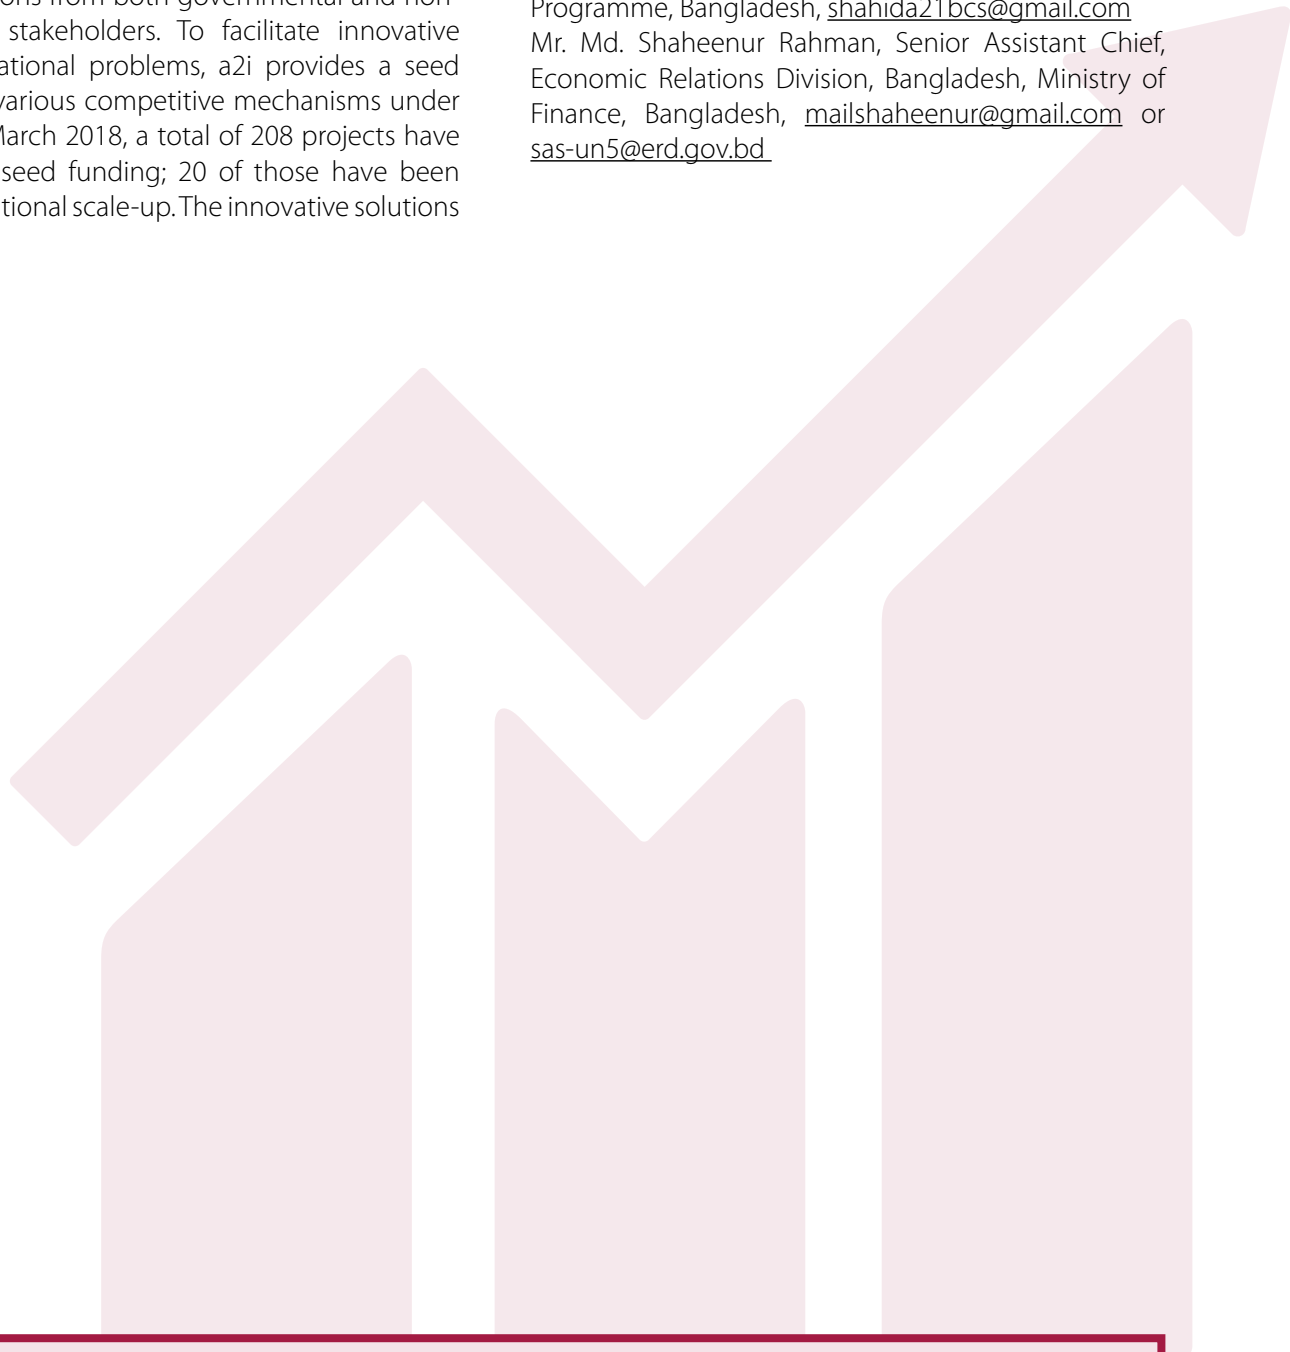 ons from both governmental and non-
stakeholders. To facilitate innovative
ational problems, a2i provides a seed
various competitive mechanisms under
March 2018, a total of 208 projects have
seed funding; 20 of those have been
tional scale-up. The innovative solutions
Programme, Bangladesh, shahida21bcs@gmail.com
Mr. Md. Shaheenur Rahman, Senior Assistant Chief,
Economic Relations Division, Bangladesh, Ministry of
Finance, Bangladesh, mailshaheenur@gmail.com or
sas-un5@erd.gov.bd